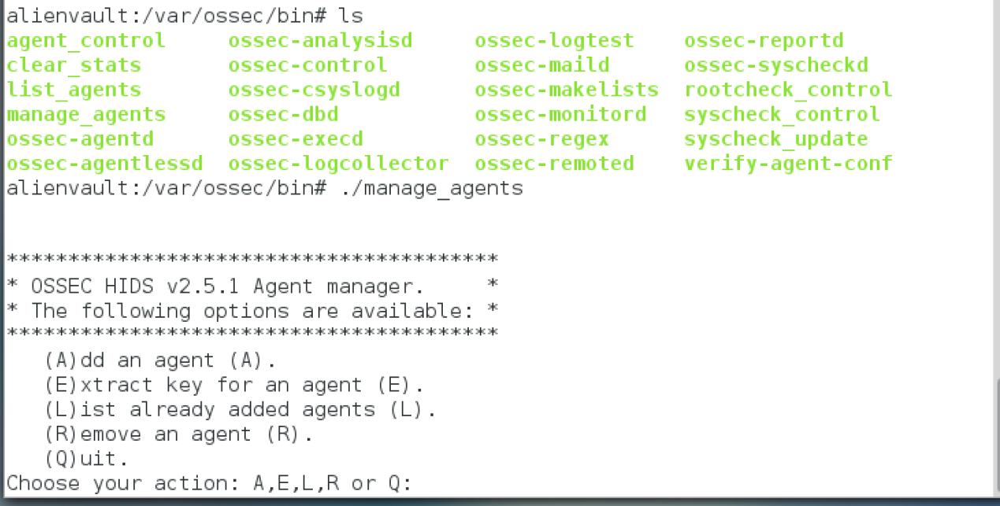 alienvault:/var/ossec/bin# ls
agent_control     ossec-analysisd     ossec-logtest    ossec-reportd
clear_stats       ossec-control       ossec-maild      ossec-syscheckd
list_agents       ossec-csyslogd      ossec-makelists  rootcheck_control
manage_agents     ossec-dbd           ossec-monitord   syscheck_control
ossec-agentd      ossec-execd         ossec-regex      syscheck_update
ossec-agentlessd  ossec-logcollector  ossec-remoted    verify-agent-conf
alienvault:/var/ossec/bin# ./manage_agents
****************************************
* OSSEC HIDS v2.5.1 Agent manager.     *
* The following options are available: *
****************************************
   (A)dd an agent (A).
   (E)xtract key for an agent (E).
   (L)ist already added agents (L).
   (R)emove an agent (R).
   (Q)uit.
Choose your action: A,E,L,R or Q: